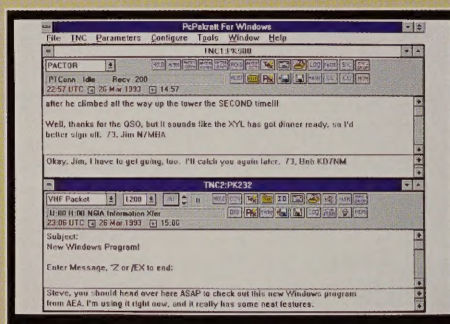 PcPakratt For Windows
File TNC Parameters Configure Tools Window Help
TNC1:PK900
PACTOR
PI Conn Idle Recv 200
22:57 UTC 26 Mar 1993 14:57
after he climbed all the way up the tower the SECOND time!!!
Well, thanks for the QSO, but it sounds like the XYL has got dinner ready, so I'd
better sign off. 73, Jim N7MBA
Okay, Jim, I have to get going, too. I'll catch you again later. 73, Bob KD7NM
TNC2:PK232
VHF Packet 1200
Information Xfer
23:06 UTC 26 Mar 1993 15:06
Subject:
New Windows Program!
Enter Message, ^Z or /EX to end:
Steve, you should head over here ASAP to check out this new Windows program
from AEA. I'm using it right now, and it really has some neat features.